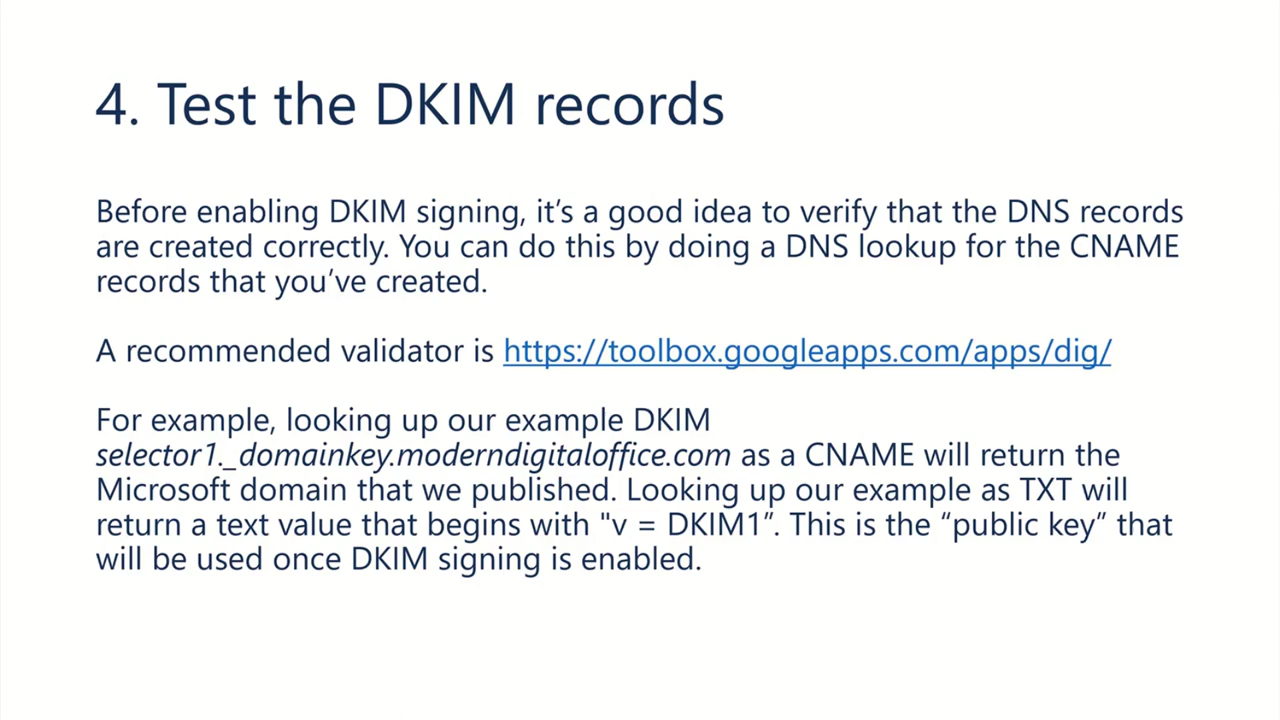 4. Test the DKIM records
Before enabling DKIM signing, it’s a good idea to verify that the DNS records
are created correctly. You can do this by doing a DNS lookup for the CNAME
records that you’ve created.
A recommended validator is https://toolbox.googleapps.com/apps/dig/
For example, looking up our example DKIM
selector1._domainkey.moderndigitaloffice.com as a CNAME will return the
Microsoft domain that we published. Looking up our example as TXT will
return a text value that begins with "v = DKIM1”. This is the “public key” that
will be used once DKIM signing is enabled.